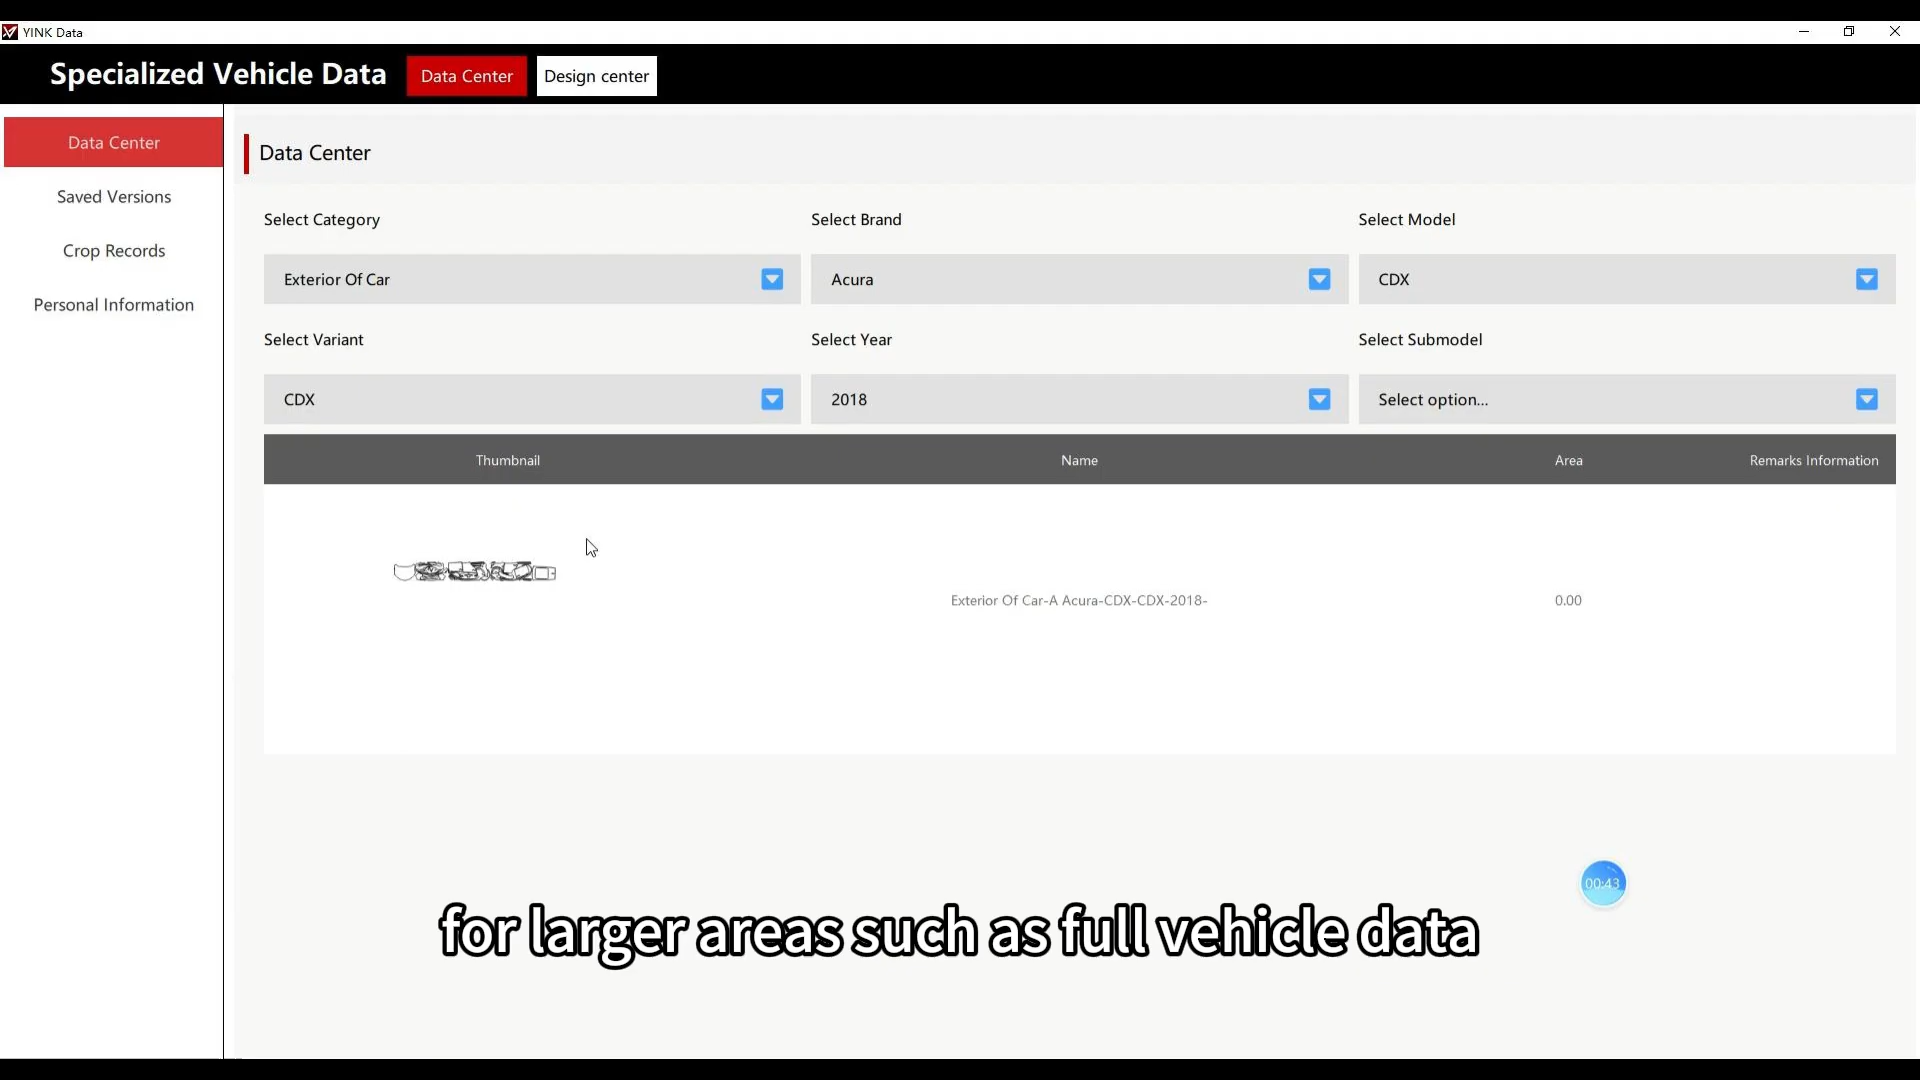 YINK Data
Specialized Vehicle Data
Data Center
Design center
Data Center
Saved Versions
Crop Records
Personal Information
Data Center
Select Category
Select Brand
Select Model
Exterior Of Car
Acura
CDX
Select Variant
Select Year
Select Submodel
CDX
2018
Select option...
Thumbnail
Name
Area
Remarks Information
Exterior Of Car-A Acura-CDX-CDX-2018-
0.00
00:43
for larger areas such as full vehicle data